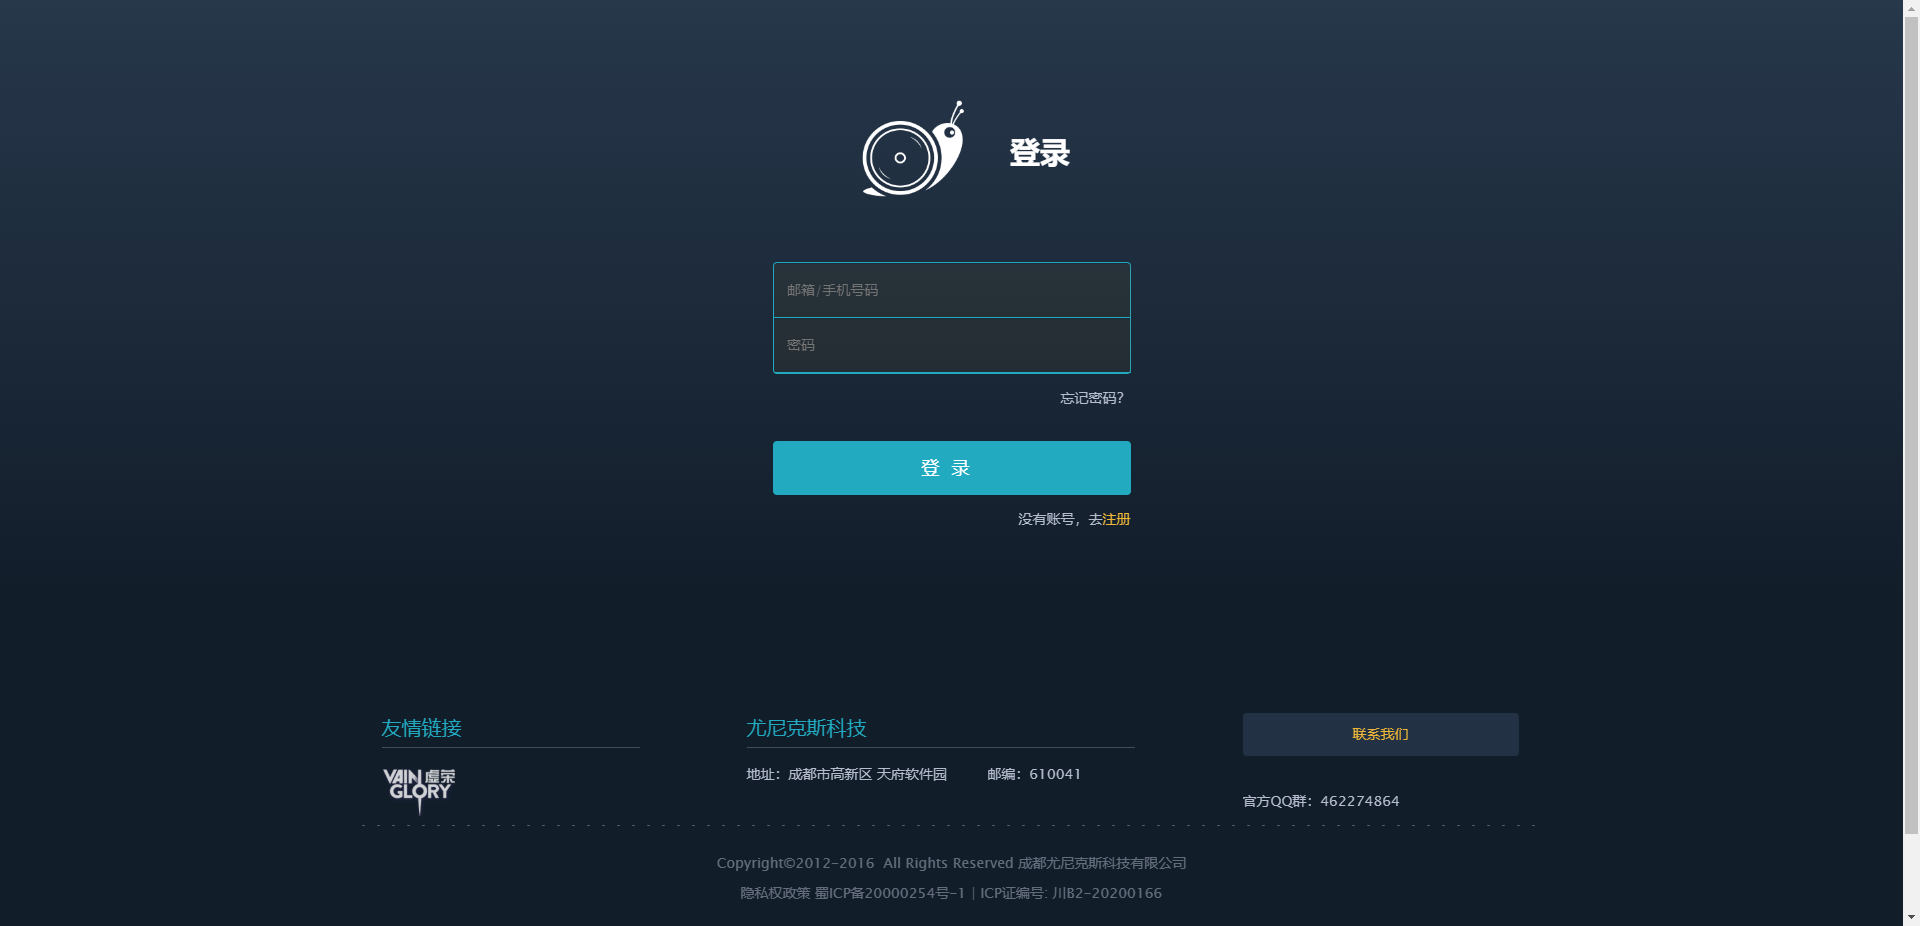 登录
邮箱/手机号码
密码
忘记密码?
登 录
没有账号，去注册
友情链接
VAIN 虚荣
GLORY
尤尼克斯科技
地址：成都市高新区 天府软件园 邮编：610041
联系我们
官方QQ群：462274864
Copyright©2012-2016 All Rights Reserved 成都尤尼克斯科技有限公司
隐私权政策 蜀ICP备20000254号-1 | ICP证编号: 川B2-20200166